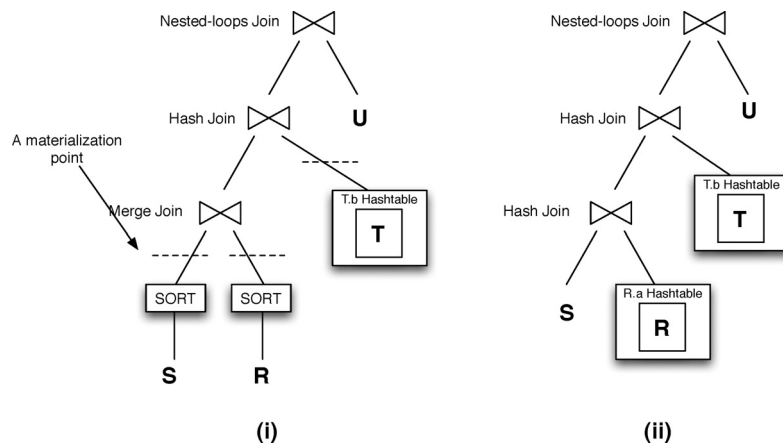 Nested-loops Join
Hash Join
U
A materialization
point
T.b Hashtable
T
Merge Join
SORT
SORT
S
R
(i)
Nested-loops Join
U
Hash Join
T.b Hashtable
T
Hash Join
S
R.a Hashtable
R
(ii)